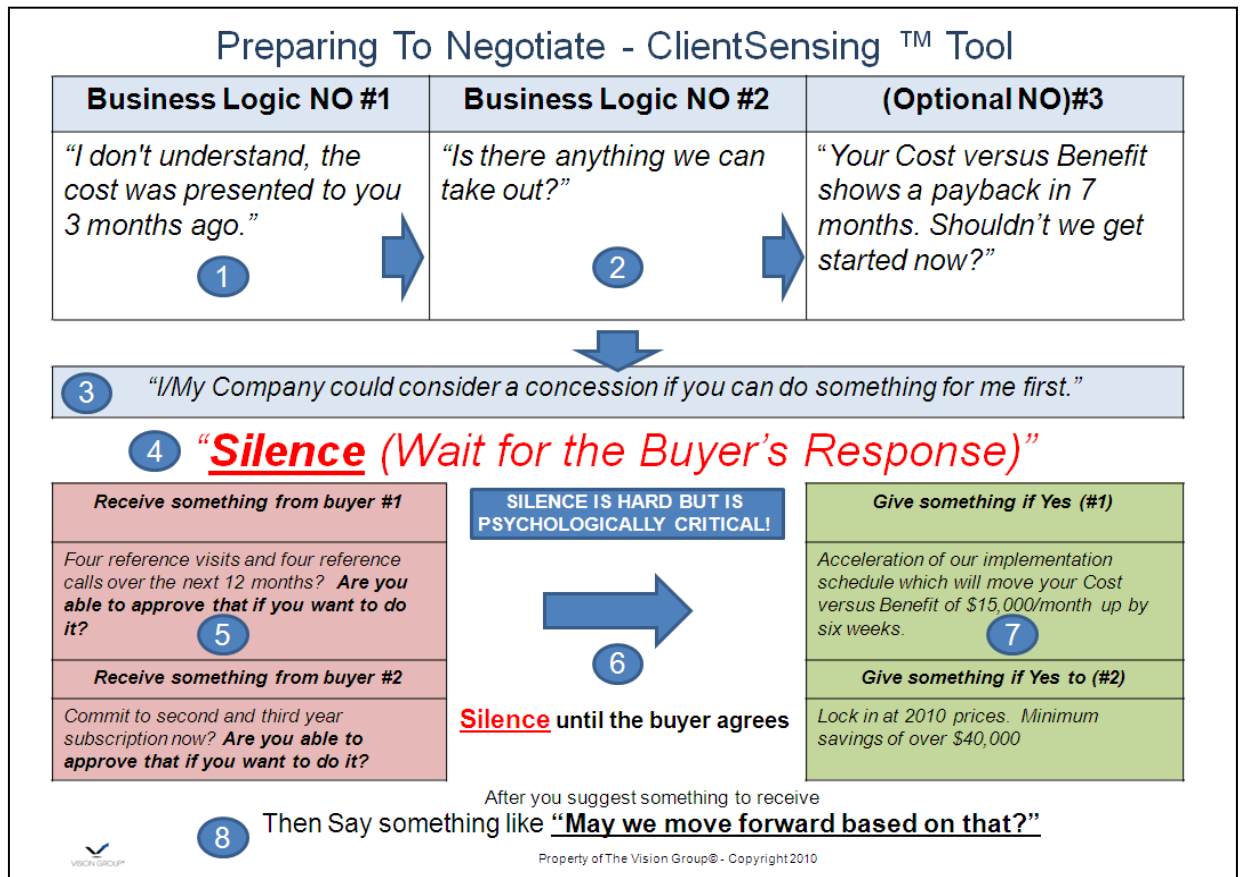 Preparing To Negotiate - ClientSensing ™ Tool
Business Logic NO #1
“I don't understand, the
cost was presented to you
3 months ago.”
1
Business Logic NO #2
“Is there anything we can
take out?”
2
(Optional NO)#3
“Your Cost versus Benefit
shows a payback in 7
months. Shouldn’t we get
started now?”
3
“I/My Company could consider a concession if you can do something for me first.”
4
“Silence (Wait for the Buyer’s Response)”
Receive something from buyer #1
Four reference visits and four reference
calls over the next 12 months? Are you
able to approve that if you want to do
it?
5
Receive something from buyer #2
Commit to second and third year
subscription now? Are you able to
approve that if you want to do it?
SILENCE IS HARD BUT IS
PSYCHOLOGICALLY CRITICAL!
6
Silence until the buyer agrees
Give something if Yes (#1)
Acceleration of our implementation
schedule which will move your Cost
versus Benefit of $15,000/month up by
six weeks.
7
Give something if Yes to (#2)
Lock in at 2010 prices. Minimum
savings of over $40,000
After you suggest something to receive
8
Then Say something like “May we move forward based on that?”
VISION GROUP®
Property of The Vision Group© - Copyright 2010